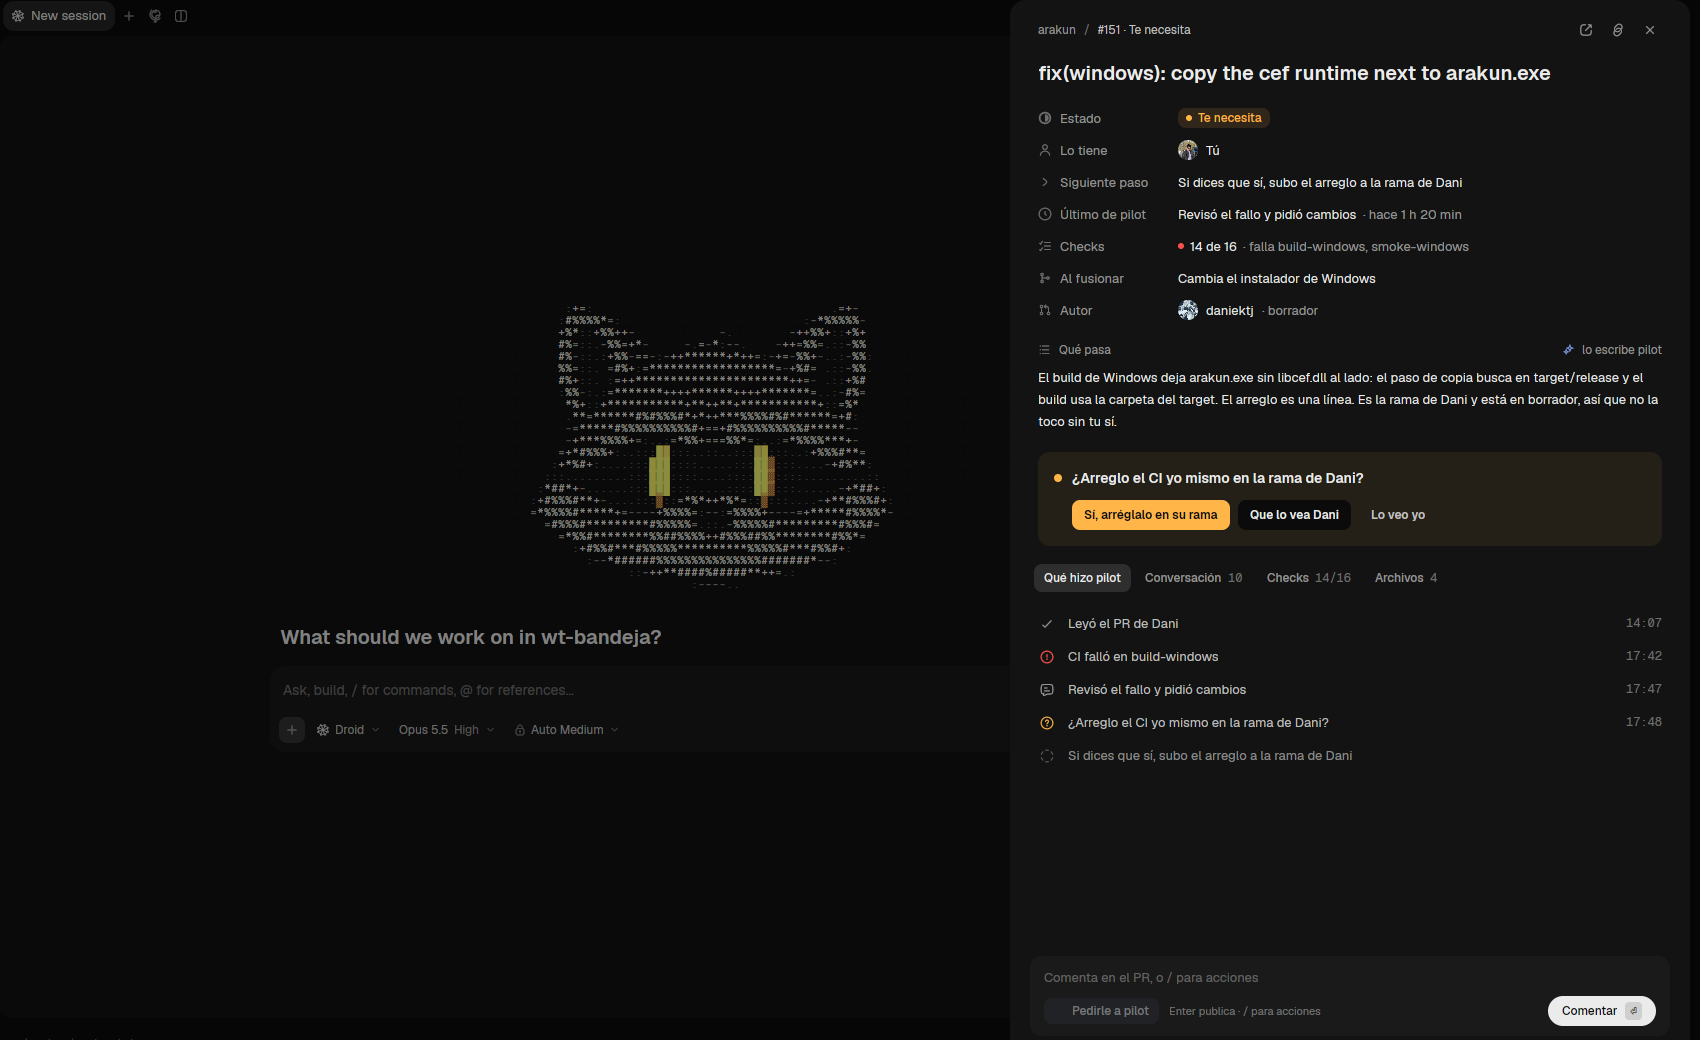 New session
What should we work on in wt-bandeja?
Ask, build, / for commands, @ for references...
Droid
Opus 5.5 High
Auto Medium
arakun / #151 · Te necesita
fix(windows): copy the cef runtime next to arakun.exe
Estado Te necesita
Lo tiene Tú
Siguiente paso Si dices que sí, subo el arreglo a la rama de Dani
Último de pilot Revisó el fallo y pidió cambios · hace 1 h 20 min
Checks 14 de 16 · falla build-windows, smoke-windows
Al fusionar Cambia el instalador de Windows
Autor daniektj · borrador
Qué pasa lo escribe pilot
El build de Windows deja arakun.exe sin libcef.dll al lado: el paso de copia busca en target/release y el
build usa la carpeta del target. El arreglo es una línea. Es la rama de Dani y está en borrador, así que no la
toco sin tu sí.
¿Arreglo el CI yo mismo en la rama de Dani?
Sí, arréglalo en su rama Que lo vea Dani Lo veo yo
Qué hizo pilot Conversación 10 Checks 14/16 Archivos 4
Leyó el PR de Dani 14:07
CI falló en build-windows 17:42
Revisó el fallo y pidió cambios 17:47
¿Arreglo el CI yo mismo en la rama de Dani? 17:48
Si dices que sí, subo el arreglo a la rama de Dani
Comenta en el PR, o / para acciones
Pedirle a pilot Enter publica · / para acciones Comentar